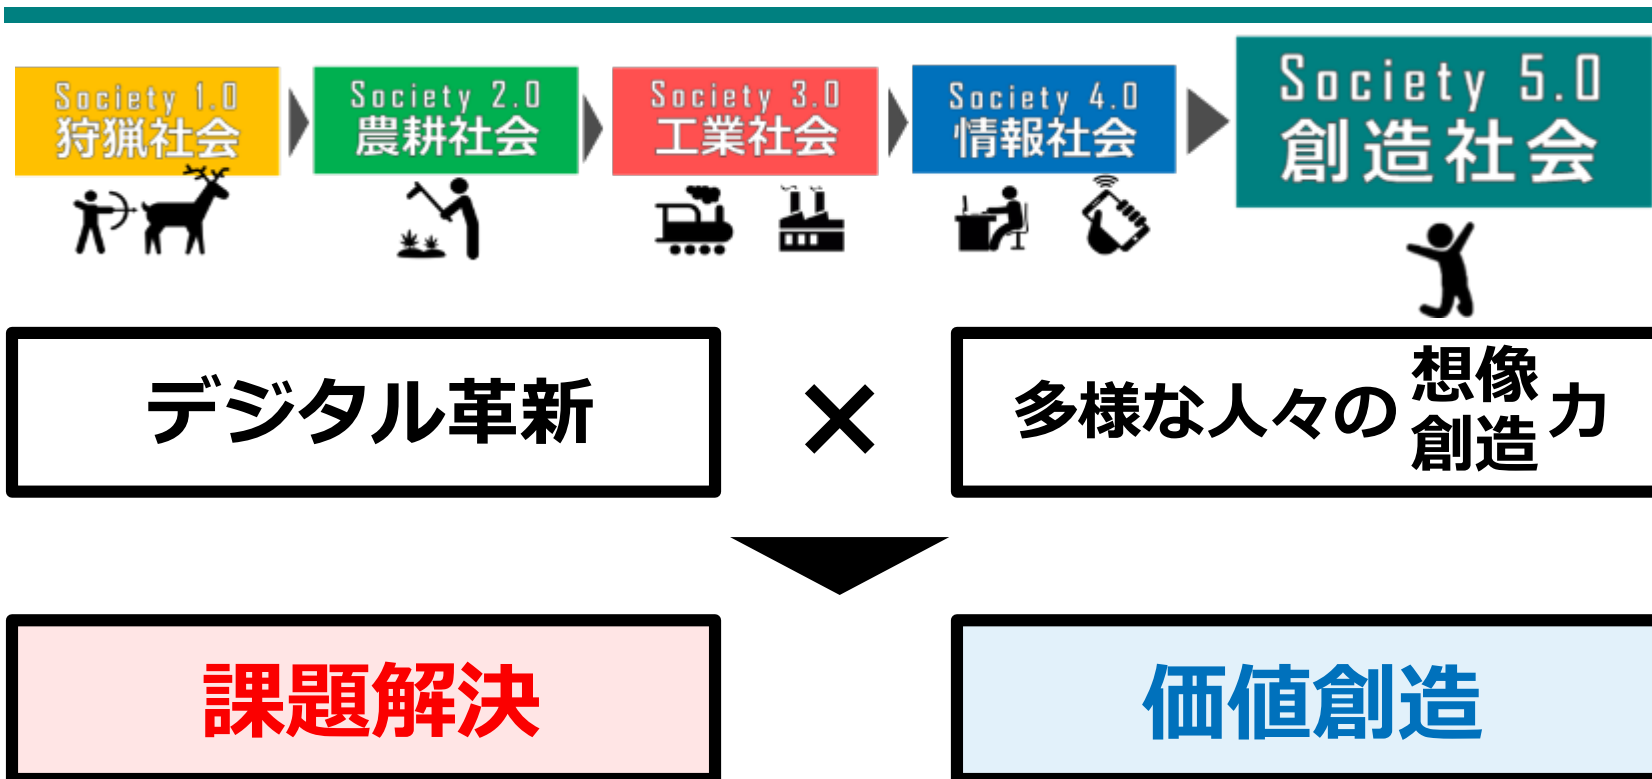 Society 1.0
狩猟社会
Society 2.0
農耕社会
Society 3.0
工業社会
Society 4.0
情報社会
Society 5.0
創造社会
デジタル革新
×
多様な人々の想像創造力
課題解決
価値創造